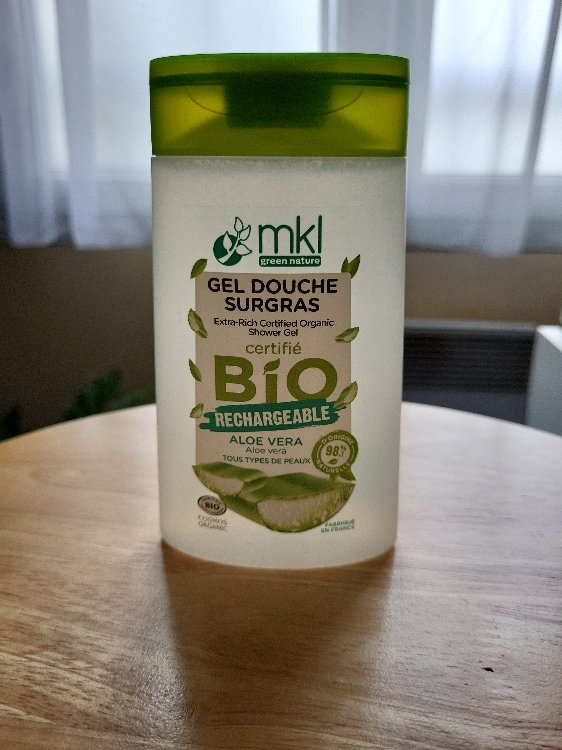 mkl
green nature
GEL DOUCHE
SURGRAS
Extra-Rich Certified Organic
Shower Gel
certifié
BiO
RECHARGEABLE
ALOE VERA
Aloe vera
TOUS TYPES DE PEAUX
D'ORIGINE
98%
NATURELLE
BIO
COSMOS
ORGANIC
FABRIQUÉ
EN FRANCE